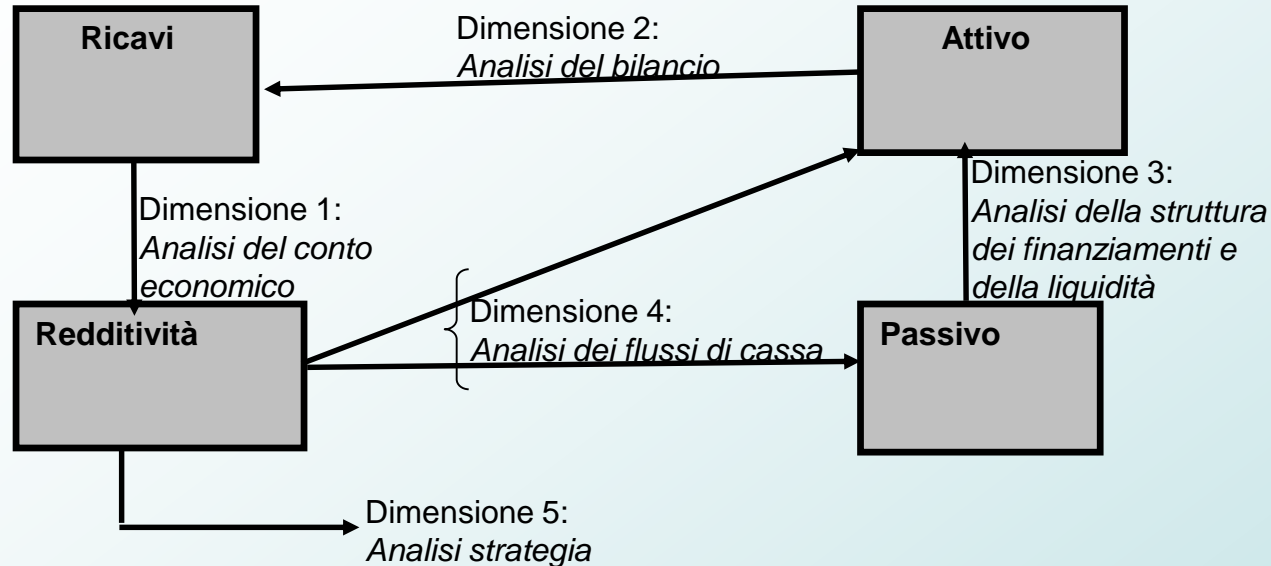 Ricavi
Dimensione 2:
Analisi del bilancio
Attivo
Dimensione 1:
Analisi del conto
economico
Dimensione 3:
Analisi della struttura
dei finanziamenti e
della liquidità
Redditività
Dimensione 4:
Analisi dei flussi di cassa
Passivo
Dimensione 5:
Analisi strategia